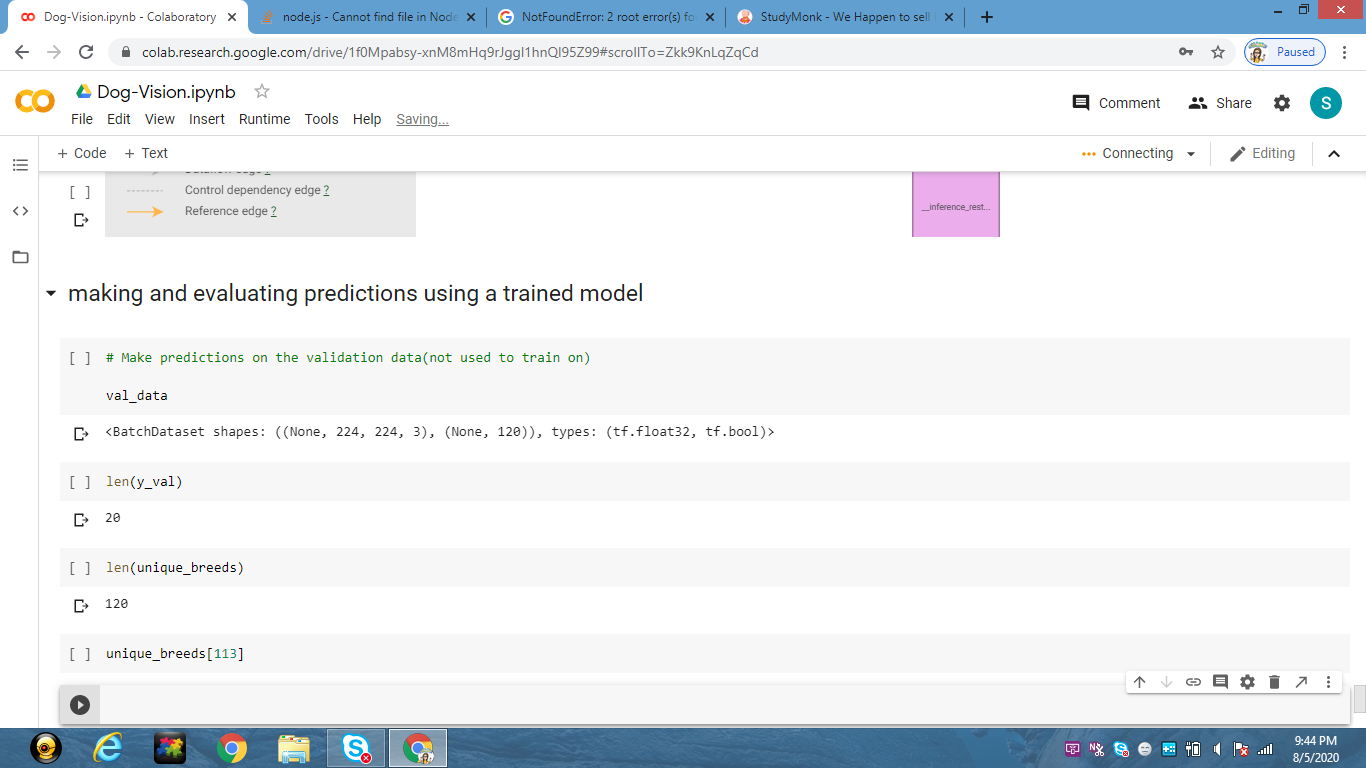 Dog-Vision.ipynb - Colaboratory
node.js - Cannot find file in Node
NotFoundError: 2 root error(s) fo
StudyMonk - We Happen to sell
colab.research.google.com/drive/1f0Mpabsy-xnM8mHq9rJggI1hnQI95Z99#scrollTo=Zkk9KnLqZqCd
Paused
CO Dog-Vision.ipynb
File Edit View Insert Runtime Tools Help Saving...
Comment Share S
+ Code + Text
Connecting Editing
[ ] Control dependency edge ?
Reference edge ?
__inference_rest...
making and evaluating predictions using a trained model
[ ] # Make predictions on the validation data(not used to train on)
val_data
<BatchDataset shapes: ((None, 224, 224, 3), (None, 120)), types: (tf.float32, tf.bool)>
[ ] len(y_val)
20
[ ] len(unique_breeds)
120
[ ] unique_breeds[113]
9:44 PM
8/5/2020